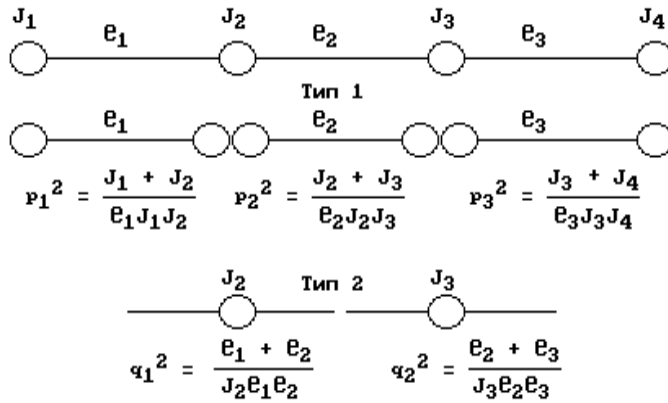 J₁ J₂ J₃ J₄
e₁ e₂ e₃
Тип 1
e₁ e₂ e₃
p₁² = (J₁ + J₂)/(e₁J₁J₂) p₂² = (J₂ + J₃)/(e₂J₂J₃) p₃² = (J₃ + J₄)/(e₃J₃J₄)
J₂ Тип 2 J₃
q₁² = (e₁ + e₂)/(J₂e₁e₂) q₂² = (e₂ + e₃)/(J₃e₂e₃)